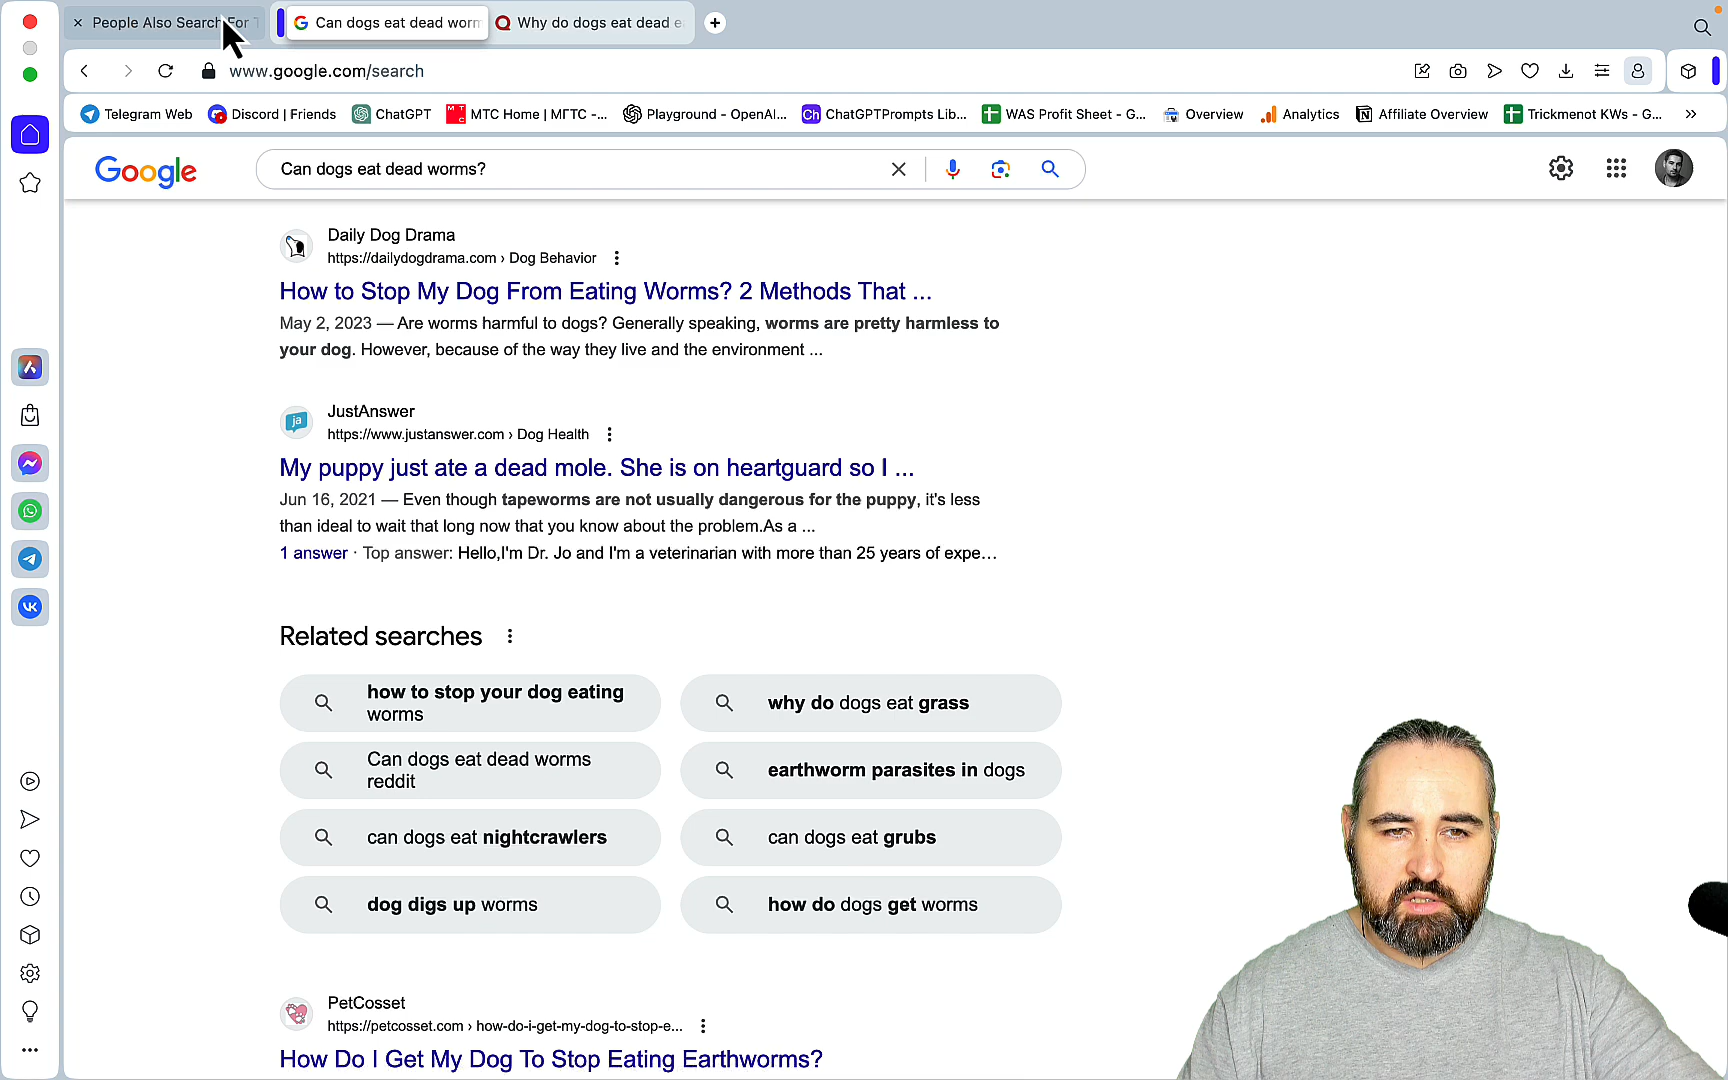 People Also Search For T
Can dogs eat dead worm
Why do dogs eat dead e
www.google.com/search
Telegram Web
Discord | Friends
ChatGPT
МТС Home | МГТС -...
Playground - OpenAI...
Ch
ChatGPTPrompts Lib...
WAS Profit Sheet - G...
Overview
Analytics
Affiliate Overview
Trickmenot KWs - G...
Google
Can dogs eat dead worms?
Daily Dog Drama
https://dailydogdrama.com › Dog Behavior
How to Stop My Dog From Eating Worms? 2 Methods That ...
May 2, 2023 — Are worms harmful to dogs? Generally speaking, worms are pretty harmless to
your dog. However, because of the way they live and the environment ...
ja
JustAnswer
https://www.justanswer.com › Dog Health
My puppy just ate a dead mole. She is on heartguard so I ...
Jun 16, 2021 — Even though tapeworms are not usually dangerous for the puppy, it's less
than ideal to wait that long now that you know about the problem.As a ...
1 answer · Top answer: Hello,I'm Dr. Jo and I'm a veterinarian with more than 25 years of expe...
Related searches
how to stop your dog eating
worms
why do dogs eat grass
Can dogs eat dead worms
reddit
earthworm parasites in dogs
can dogs eat nightcrawlers
can dogs eat grubs
dog digs up worms
how do dogs get worms
PetCosset
https://petcosset.com › how-do-i-get-my-dog-to-stop-e...
How Do I Get My Dog To Stop Eating Earthworms?